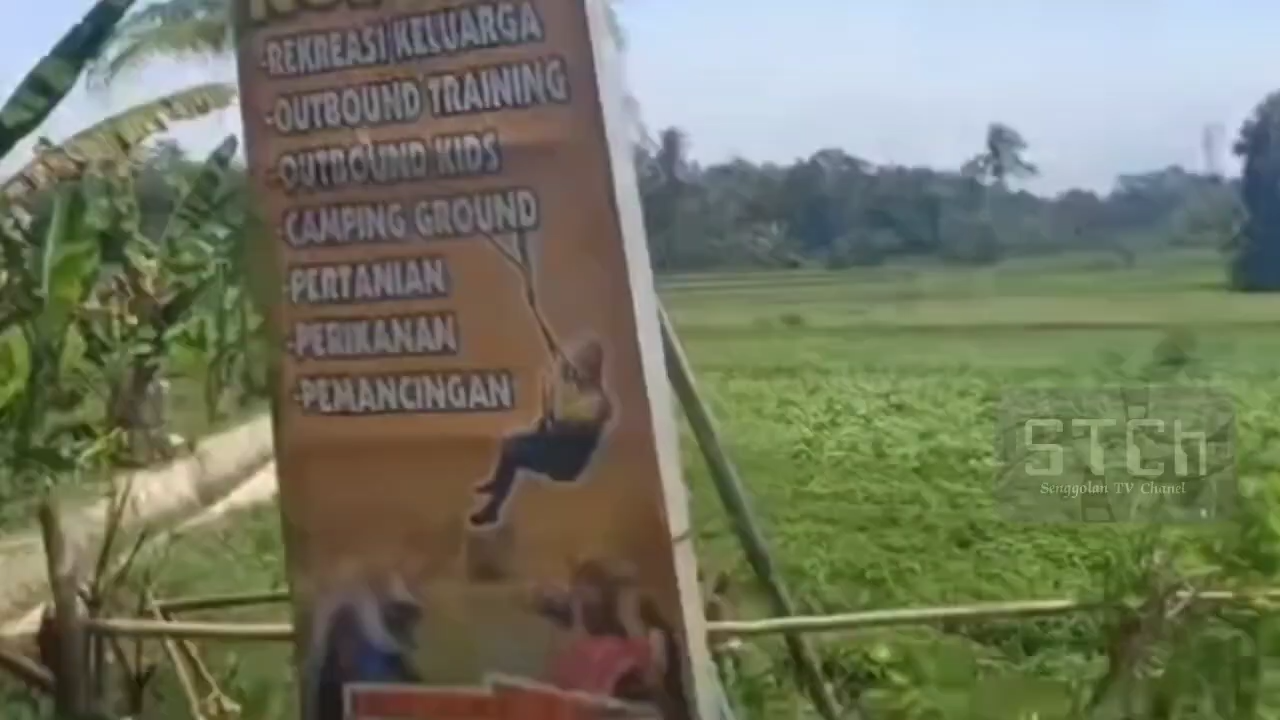 -REKREASI KELUARGA
-OUTBOUND TRAINING
-OUTBOUND KIDS
-CAMPING GROUND
-PERTANIAN
-PERIKANAN
-PEMANCINGAN
STCh
Senggolan TV Chanel